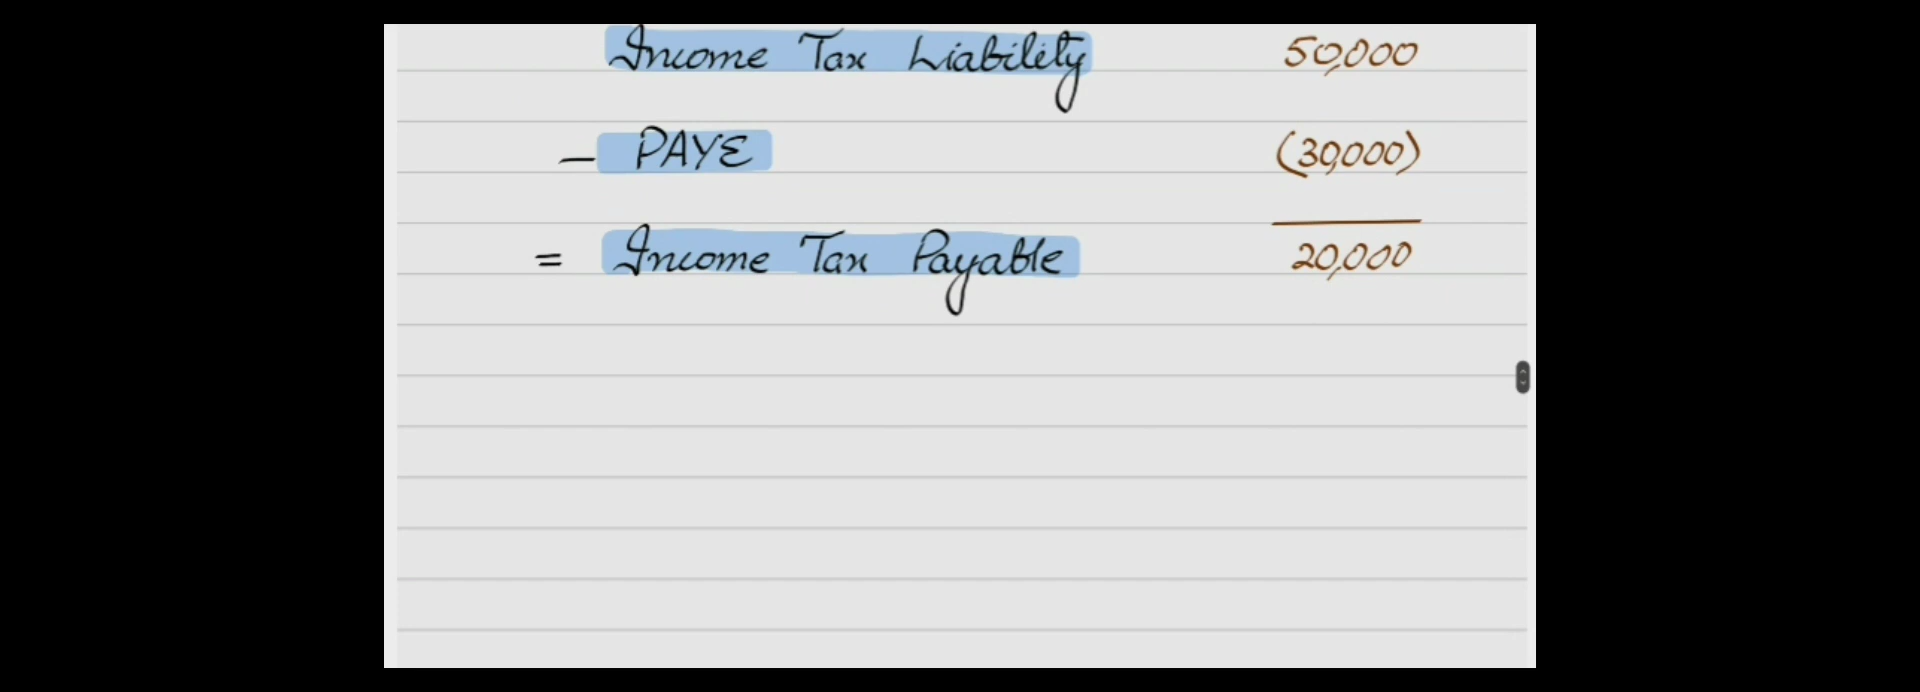 Income Tax Liability 50,000
- PAYE (30,000)
= Income Tax Payable 20,000